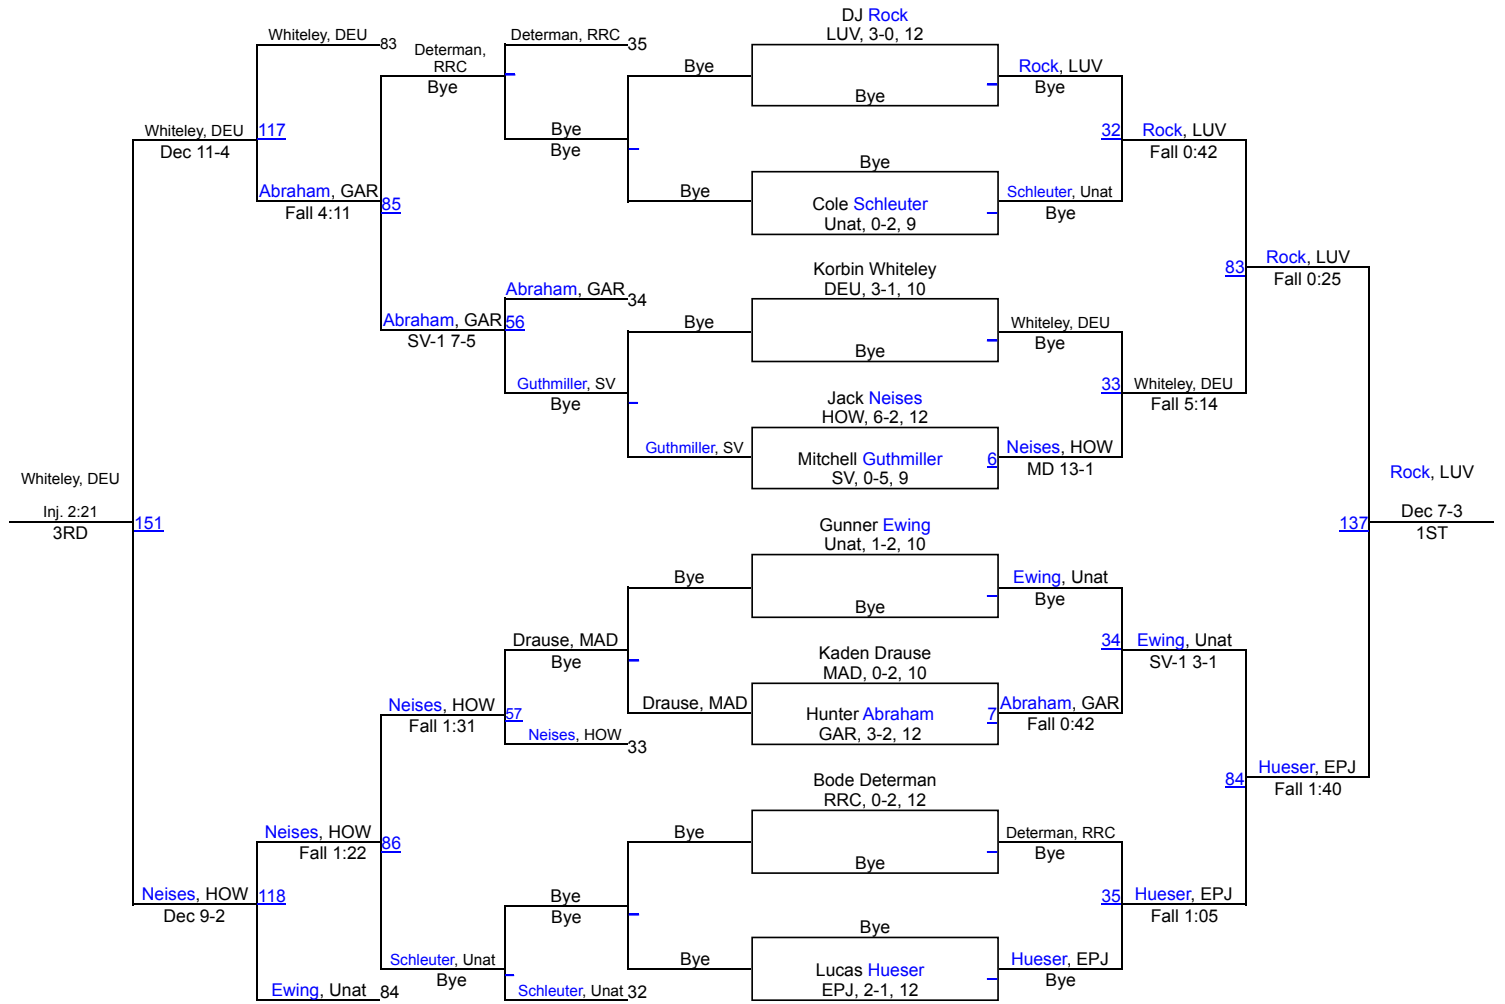 Whiteley, DEU 83
117
Whiteley, DEU
Dec 11-4
Abraham, GAR
Fall 4:11
85
Determan,
RRC
Bye
Determan, RRC 35
Bye
Bye
Abraham, GAR
SV-1 7-5
56
Abraham, GAR 34
Guthmiller, SV
Bye
Guthmiller, SV
Bye
Bye
Bye
DJ Rock
LUV, 3-0, 12
Bye
Bye
Cole Schleuter
Unat, 0-2, 9
Korbin Whiteley
DEU, 3-1, 10
Bye
Jack Neises
HOW, 6-2, 12
Mitchell Guthmiller
SV, 0-5, 9
6
Rock, LUV
Bye
32
Schleuter, Unat
Bye
Rock, LUV
Fall 0:42
Whiteley, DEU
Bye
33
Neises, HOW
MD 13-1
Whiteley, DEU
Fall 5:14
83
Rock, LUV
Fall 0:25
Whiteley, DEU
Inj. 2:21
3RD
151
Rock, LUV
137
Dec 7-3
1ST
Gunner Ewing
Unat, 1-2, 10
Bye
Bye
Ewing, Unat
Bye
Drause, MAD
Bye
Drause, MAD
Kaden Drause
MAD, 0-2, 10
Hunter Abraham
GAR, 3-2, 12
7
Abraham, GAR
Fall 0:42
34
Ewing, Unat
SV-1 3-1
Neises, HOW
Fall 1:31
57
Neises, HOW 33
84
Hueser, EPJ
Fall 1:40
Neises, HOW
Fall 1:22
86
Bode Determan
RRC, 0-2, 12
Bye
Bye
Determan, RRC
Bye
Neises, HOW
Dec 9-2
118
Bye
Bye
Bye
Bye
Lucas Hueser
EPJ, 2-1, 12
Hueser, EPJ
Bye
35
Hueser, EPJ
Fall 1:05
Schleuter, Unat
Bye
Ewing, Unat 84
Schleuter, Unat 32